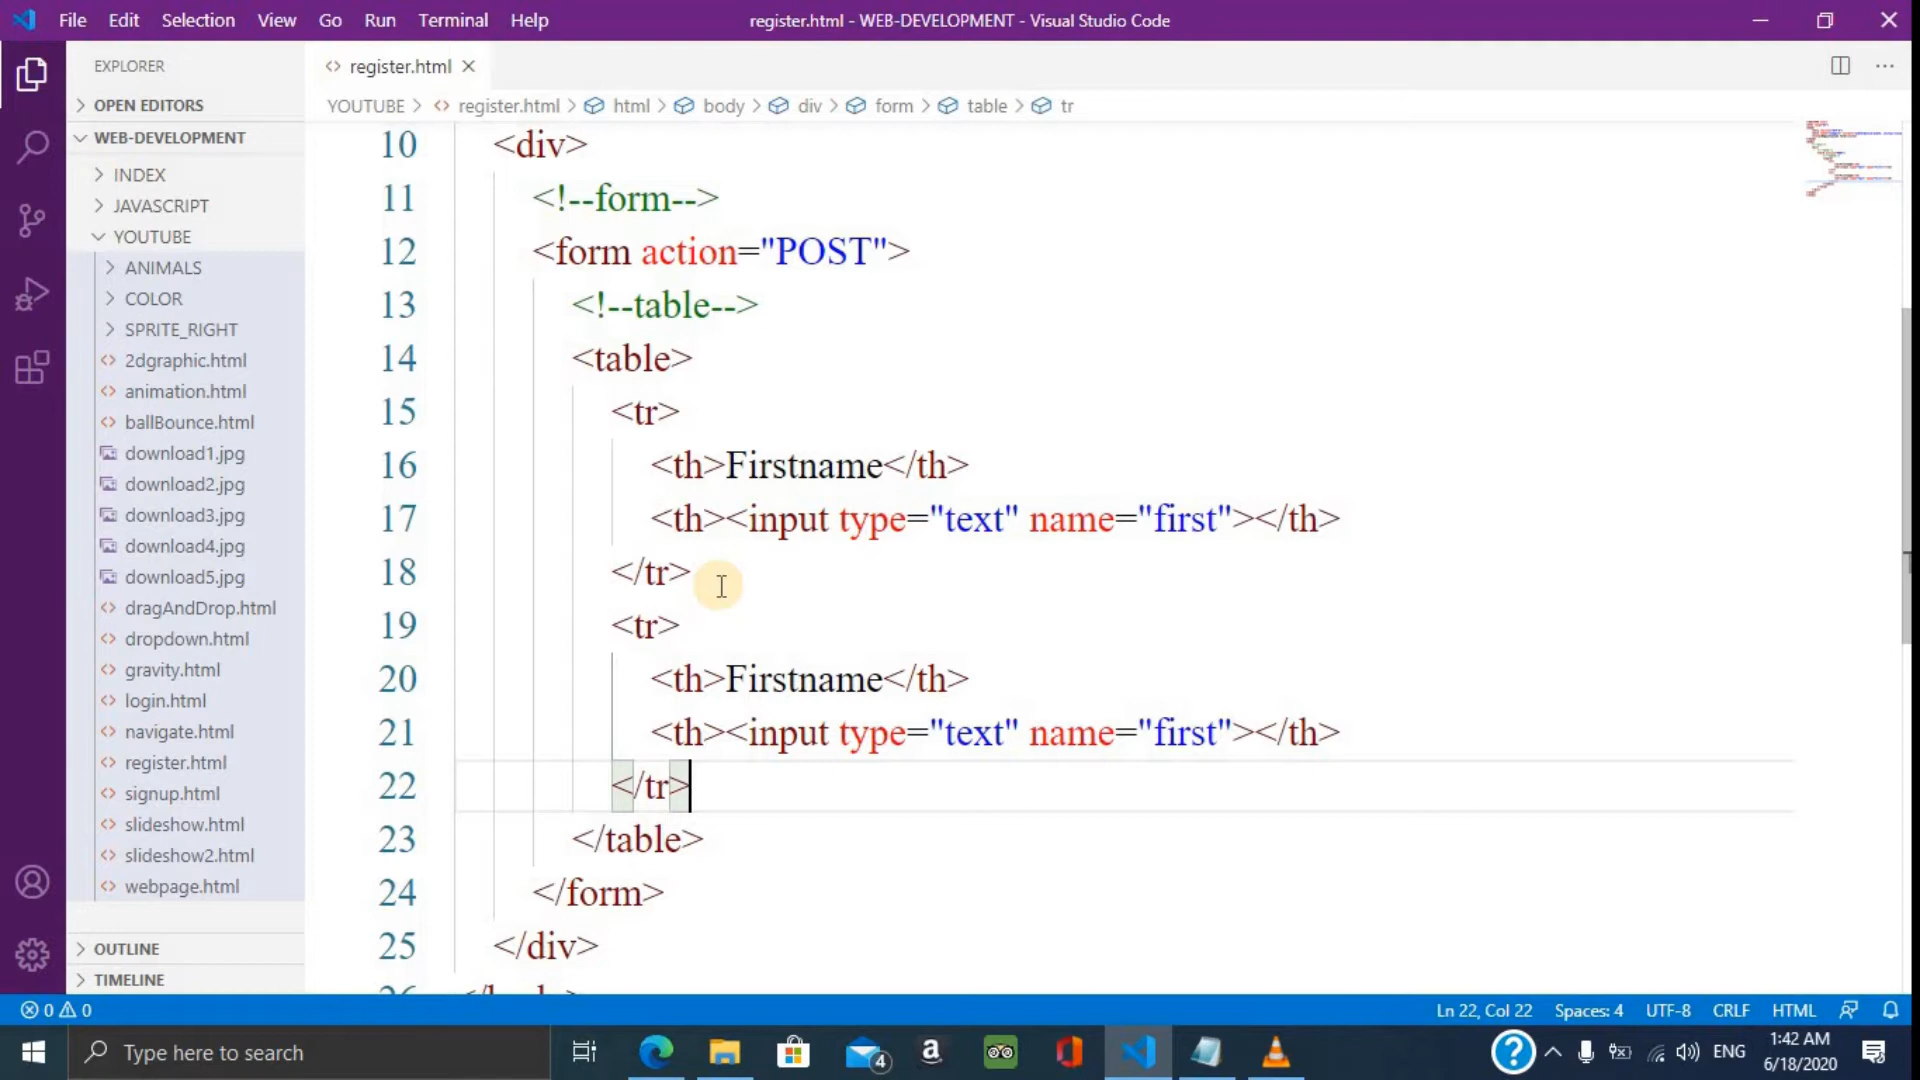 File Edit Selection View Go Run Terminal Help
register.html - WEB-DEVELOPMENT - Visual Studio Code
EXPLORER
OPEN EDITORS
WEB-DEVELOPMENT
INDEX
JAVASCRIPT
YOUTUBE
ANIMALS
COLOR
SPRITE_RIGHT
2dgraphic.html
animation.html
ballBounce.html
download1.jpg
download2.jpg
download3.jpg
download4.jpg
download5.jpg
dragAndDrop.html
dropdown.html
gravity.html
login.html
navigate.html
register.html
signup.html
slideshow.html
slideshow2.html
webpage.html
OUTLINE
TIMELINE
register.html
YOUTUBE > register.html > html > body > div > form > table > tr
10 <div>
11 <!--form-->
12 <form action="POST">
13 <!--table-->
14 <table>
15 <tr>
16 <th>Firstname</th>
17 <th><input type="text" name="first"></th>
18 </tr>
19 <tr>
20 <th>Firstname</th>
21 <th><input type="text" name="first"></th>
22 </tr>
23 </table>
24 </form>
25 </div>
0 0
Ln 22, Col 22 Spaces: 4 UTF-8 CRLF HTML
Type here to search
4
ENG
1:42 AM
6/18/2020